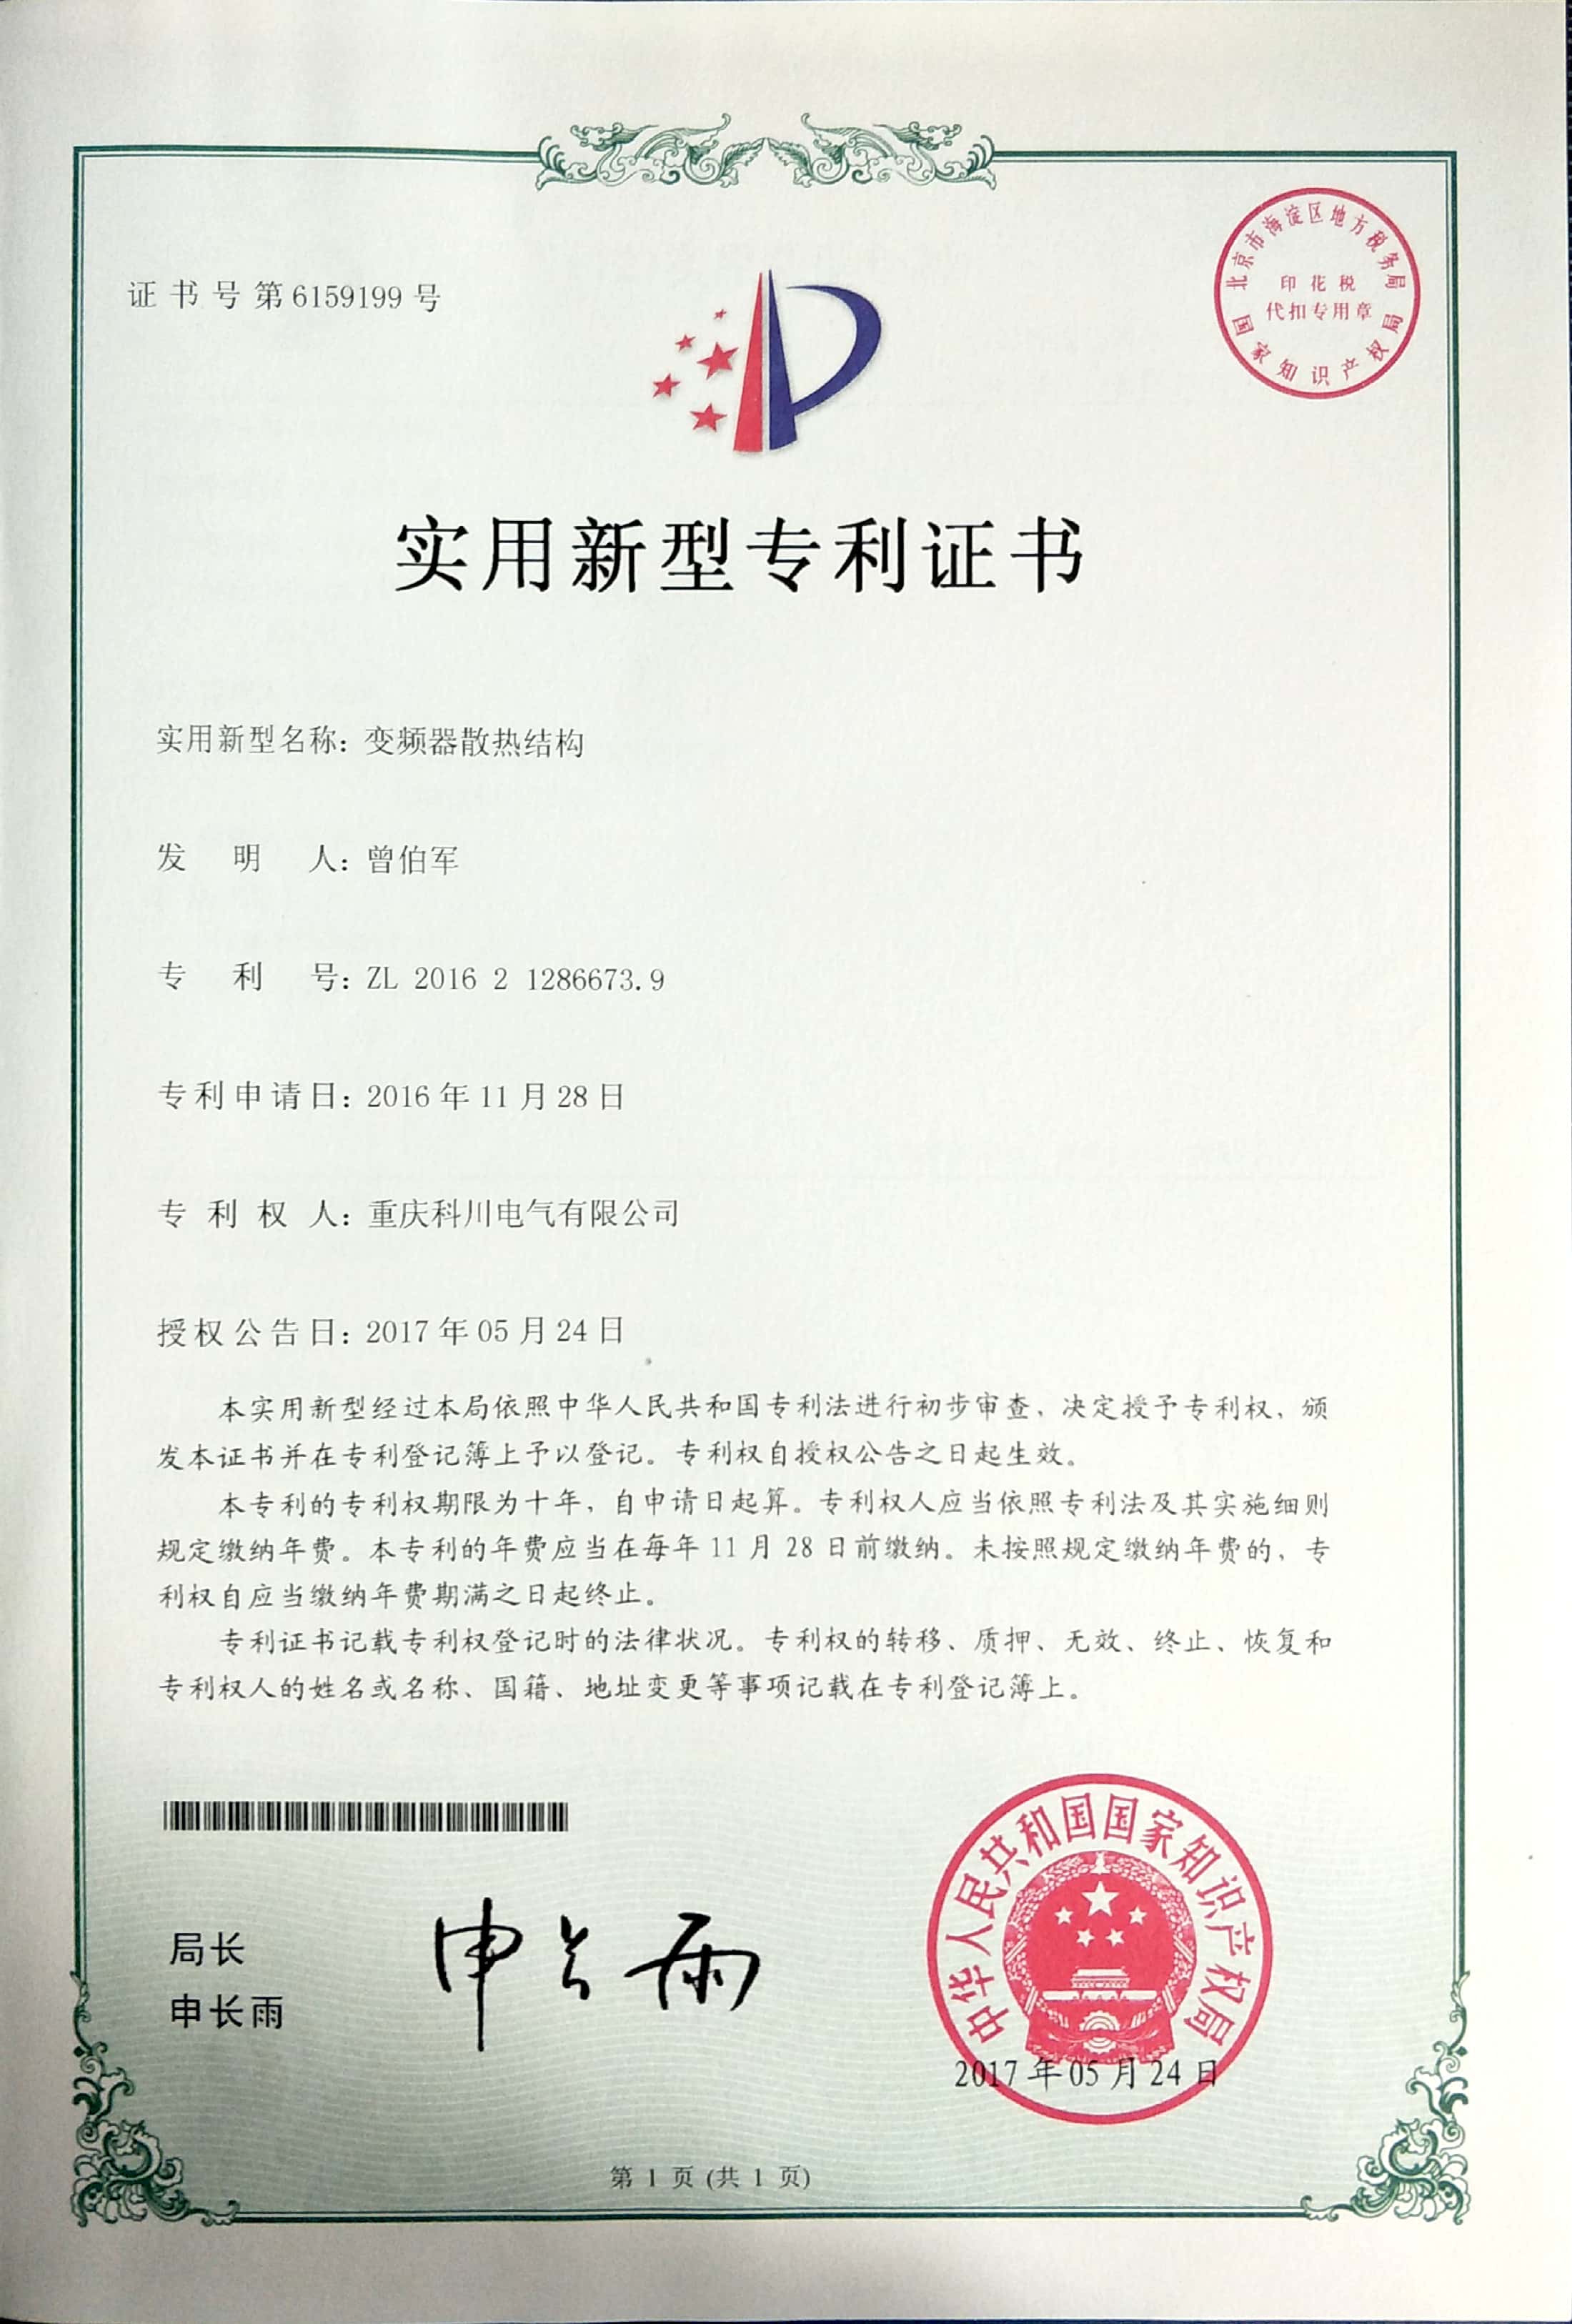 证书号第6159199号
北京市海淀区地方税务局
印花税
代扣专用章
国家知识产权局
实用新型专利证书
实用新型名称：变频器散热结构
发明人：曾伯军
专利号：ZL 2016 2 1286673.9
专利申请日：2016年11月28日
专利权人：重庆科川电气有限公司
授权公告日：2017年05月24日
本实用新型经过本局依照中华人民共和国专利法进行初步审查，决定授予专利权，颁
发本证书并在专利登记簿上予以登记。专利权自授权公告之日起生效。
本专利的专利权期限为十年，自申请日起算。专利权人应当依照专利法及其实施细则
规定缴纳年费。本专利的年费应当在每年11月28日前缴纳。未按照规定缴纳年费的，专
利权自应当缴纳年费期满之日起终止。
专利证书记载专利权登记时的法律状况。专利权的转移、质押、无效、终止、恢复和
专利权人的姓名或名称、国籍、地址变更等事项记载在专利登记簿上。
局长
申长雨
申长雨
中华人民共和国国家知识产权局
2017年05月24日
第 1 页 (共 1 页)